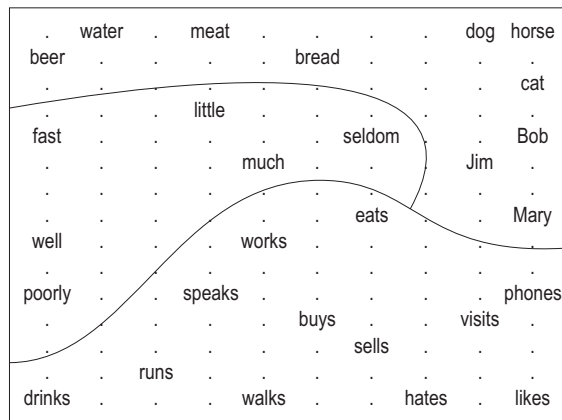 water meat dog horse
beer bread
cat
little
fast seldom Bob
much Jim
eats Mary
well works
poorly speaks phones
buys visits
sells
runs
drinks walks hates likes